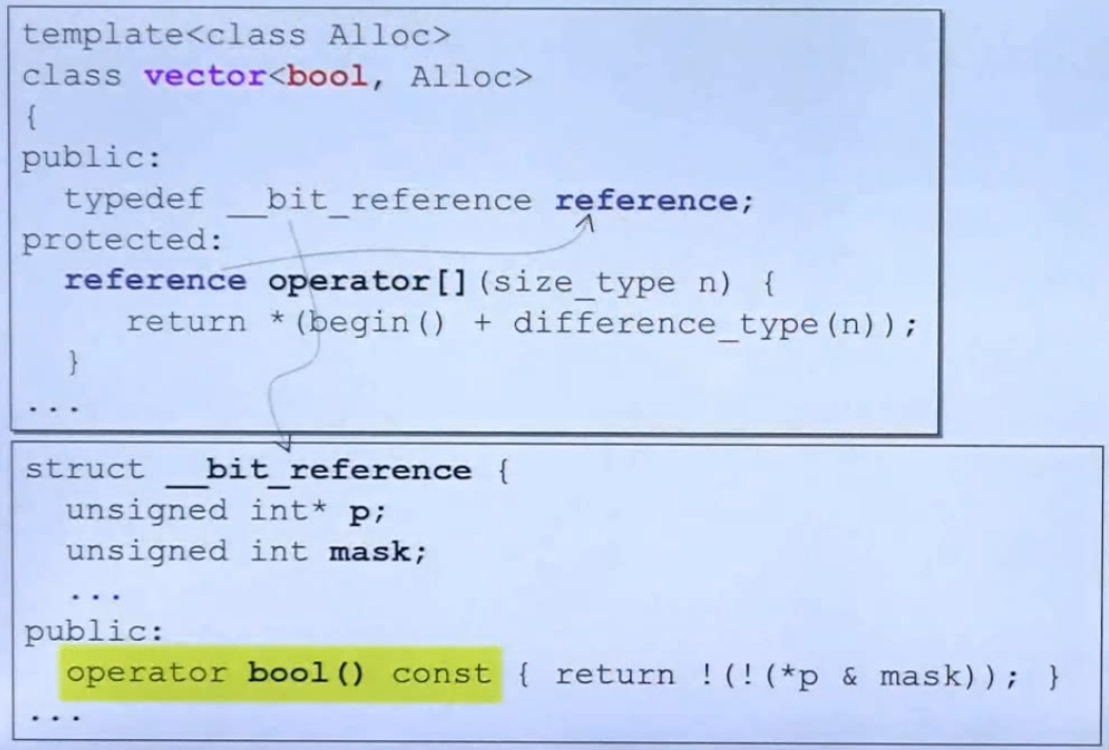 template<class Alloc>
class vector<bool, Alloc>
{
public:
  typedef __bit_reference reference;
protected:
  reference operator[](size_type n) {
     return *(begin() + difference_type(n));
  }
...
struct __bit_reference {
  unsigned int* p;
  unsigned int mask;
  ...
public:
  operator bool() const { return !(!(*p & mask)); }
...